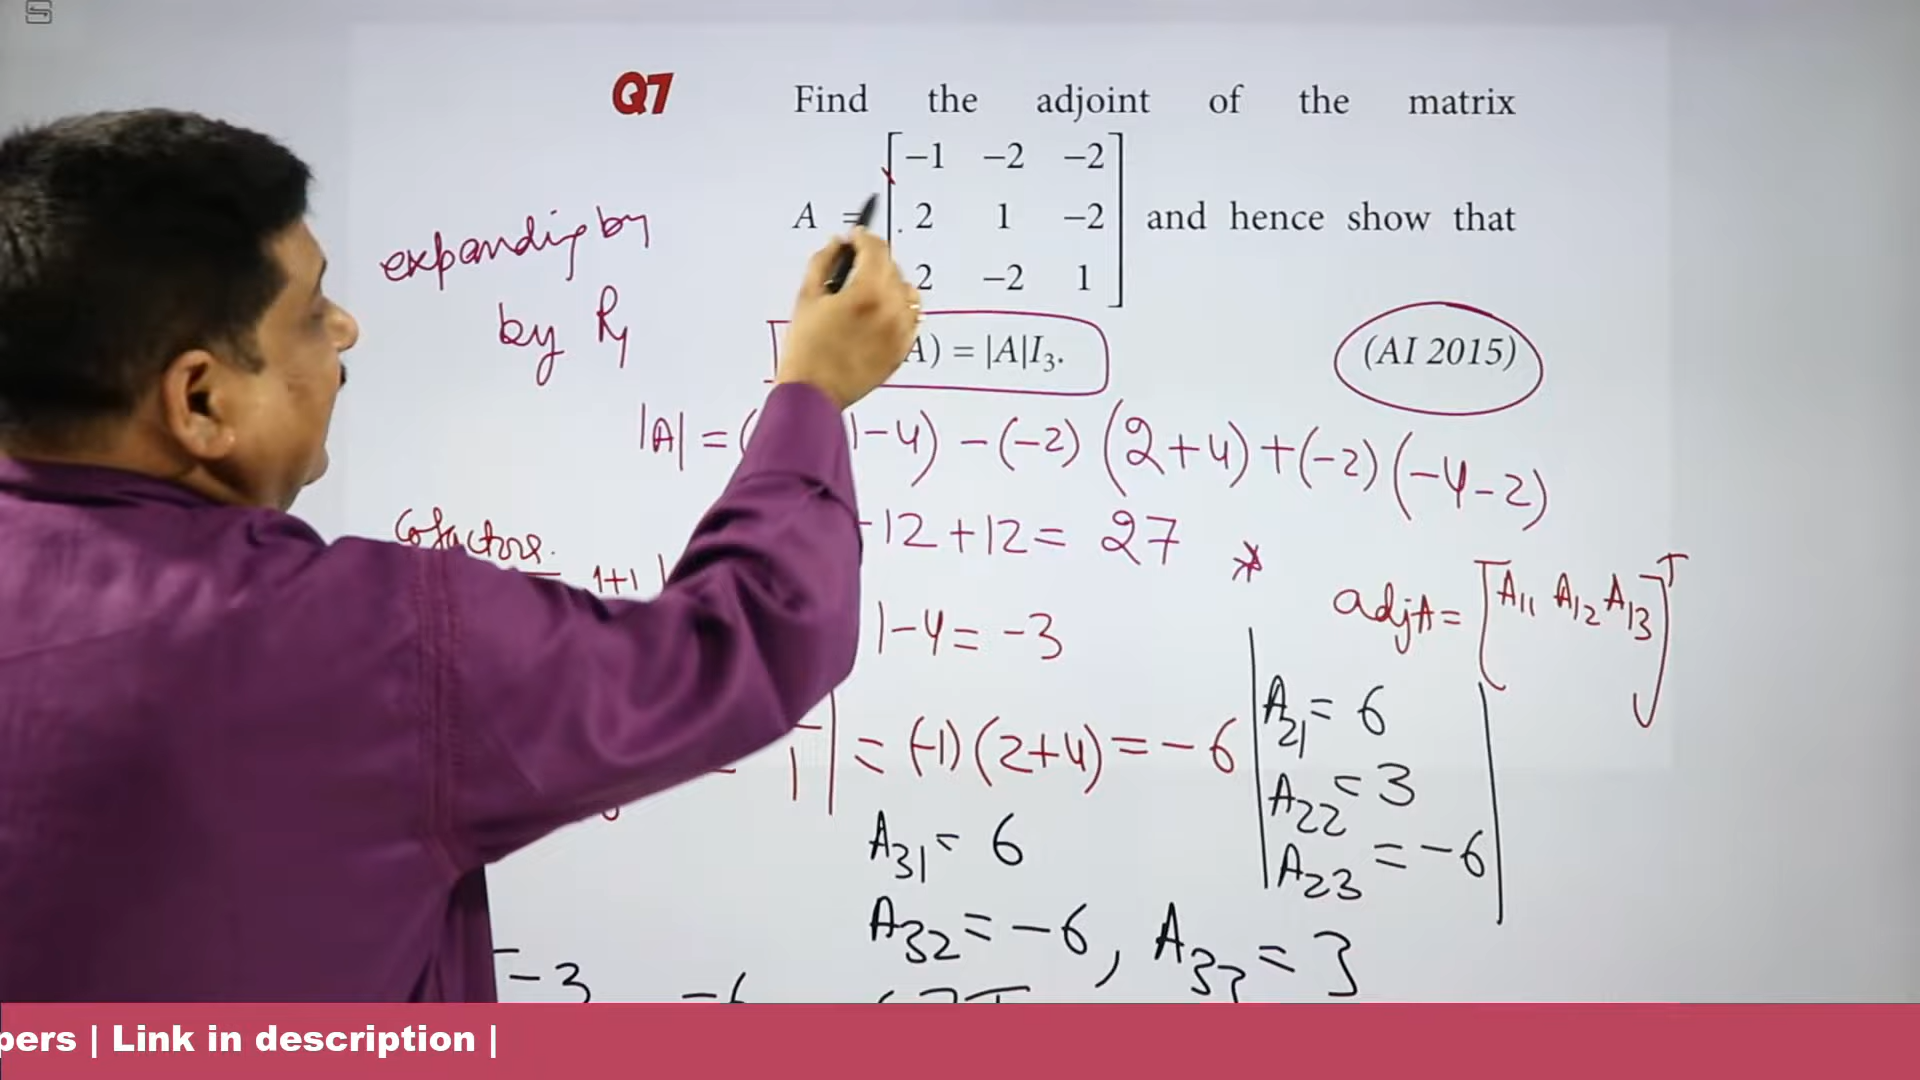 Q7 Find the adjoint of the matrix
−1 −2 −2
A = 2 1 −2 and hence show that
2 −2 1
A) = |A|I₃. (AI 2015)
expanding by
by R₁
|A| = ( 1−4) − (−2) (2+4) + (−2) (−4−2)
−12 + 12 = 27 *
Cofactors.
1+1
1−4 = −3
adjA = [A₁₁ A₁₂ A₁₃]ᵀ
1 | = (−1) (2+4) = −6
A₂₁ = 6
A₂₂ = 3
A₂₃ = −6
A₃₁ = 6
A₃₂ = −6 , A₃₃ = 3
−3 −6
pers | Link in description |